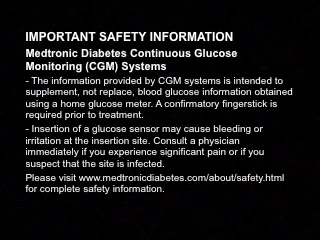 IMPORTANT SAFETY INFORMATION
Medtronic Diabetes Continuous Glucose
Monitoring (CGM) Systems
- The information provided by CGM systems is intended to
supplement, not replace, blood glucose information obtained
using a home glucose meter. A confirmatory fingerstick is
required prior to treatment.
- Insertion of a glucose sensor may cause bleeding or
irritation at the insertion site. Consult a physician
immediately if you experience significant pain or if you
suspect that the site is infected.
Please visit www.medtronicdiabetes.com/about/safety.html
for complete safety information.